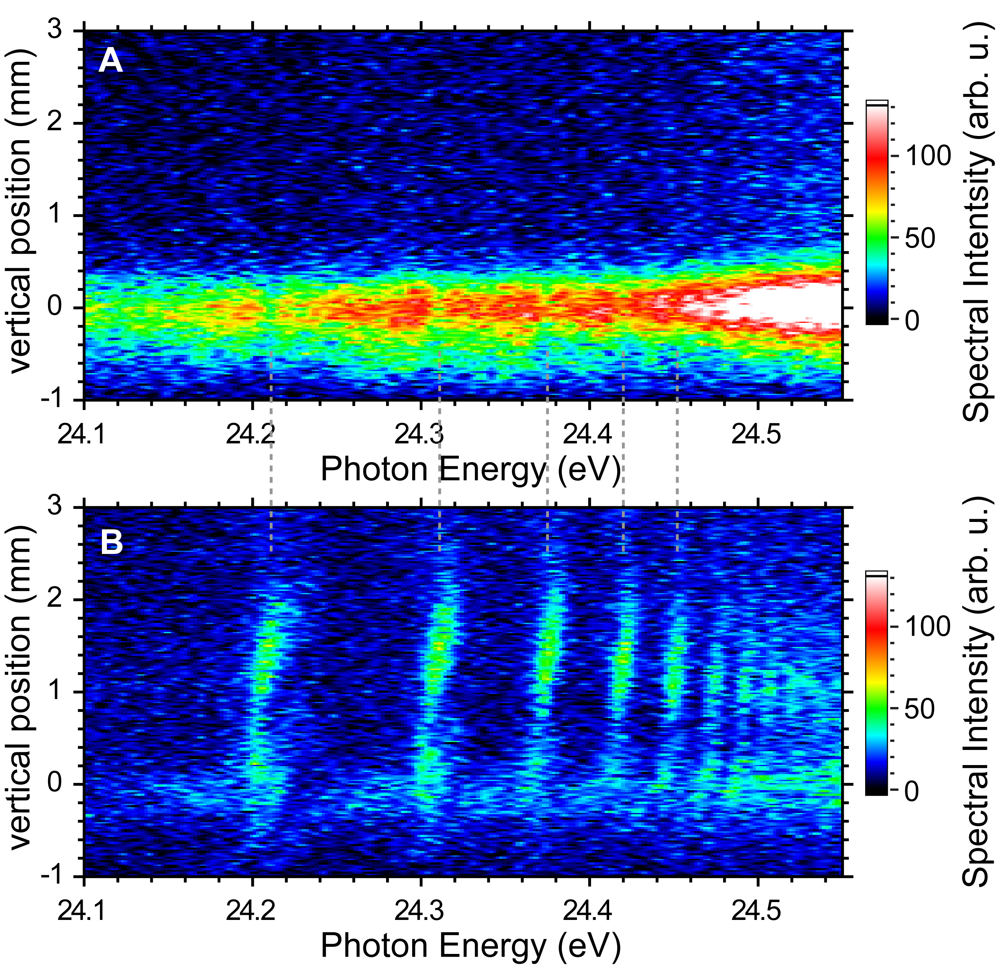 A
3
2
1
0
-1
vertical position (mm)
24.1 24.2 24.3 24.4 24.5
Photon Energy (eV)
100
50
0
Spectral Intentsity (arb. u.)
B
3
2
1
0
-1
vertical position (mm)
24.1 24.2 24.3 24.4 24.5
Photon Energy (eV)
100
50
0
Spectral Intensity (arb. u.)